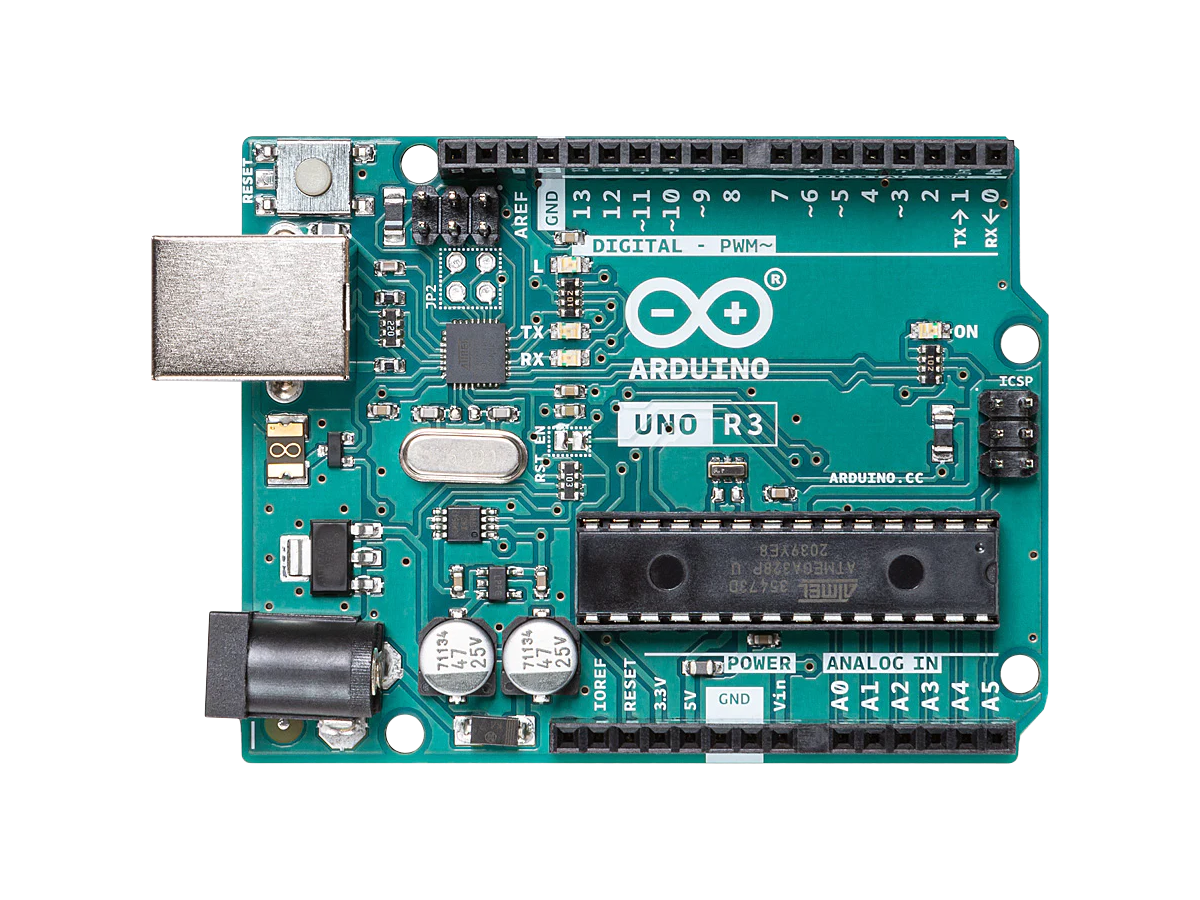 RESET
AREF
GND
13
12
~11
~10
~9
8
7
~6
~5
4
~3
2
TX→1
RX←0
DIGITAL - PWM~
L
JP2
TX
RX
ON
®
ARDUINO
UNO R3
ICSP
RST EN
ARDUINO.CC
8
ATMEL
35473D
ATMEGA328P U
2039YE8
71134
47
25V
71134
47
25V
POWER
ANALOG IN
IOREF
RESET
3.3V
5V
GND
Vin
A0
A1
A2
A3
A4
A5